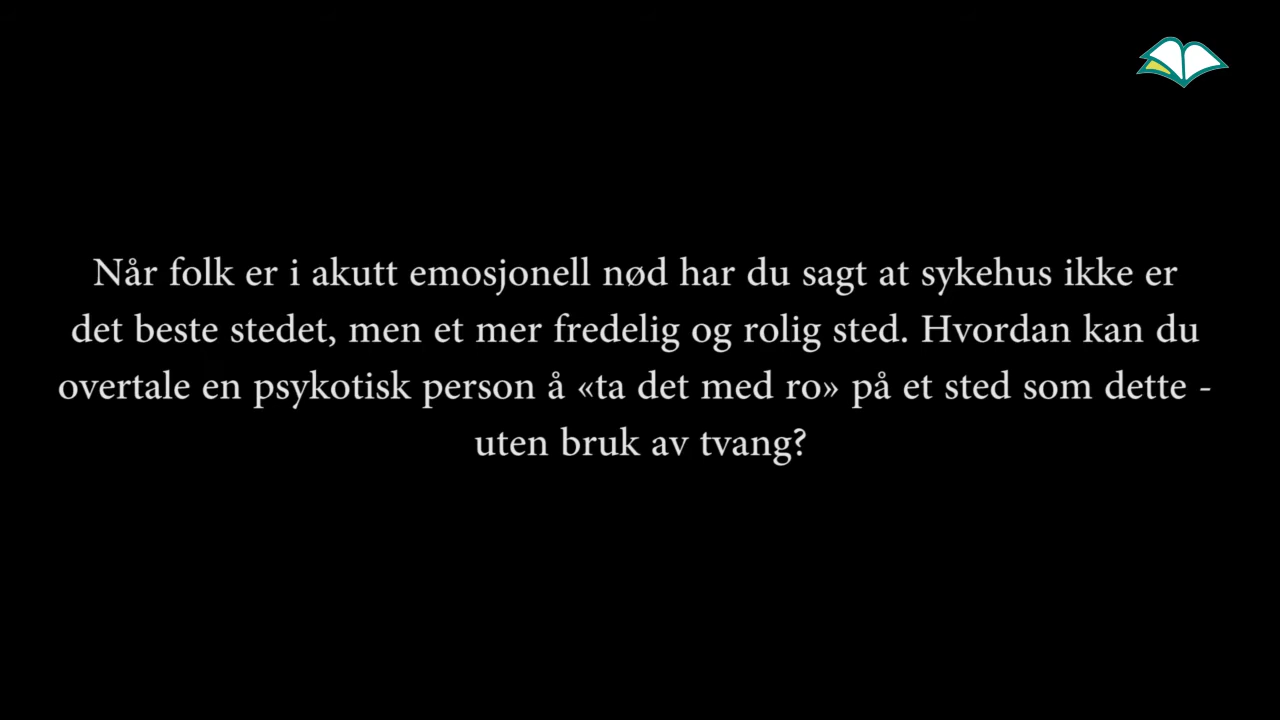 Når folk er i akutt emosjonell nød har du sagt at sykehus ikke er
det beste stedet, men et mer fredelig og rolig sted. Hvordan kan du
overtale en psykotisk person å «ta det med ro» på et sted som dette -
uten bruk av tvang?